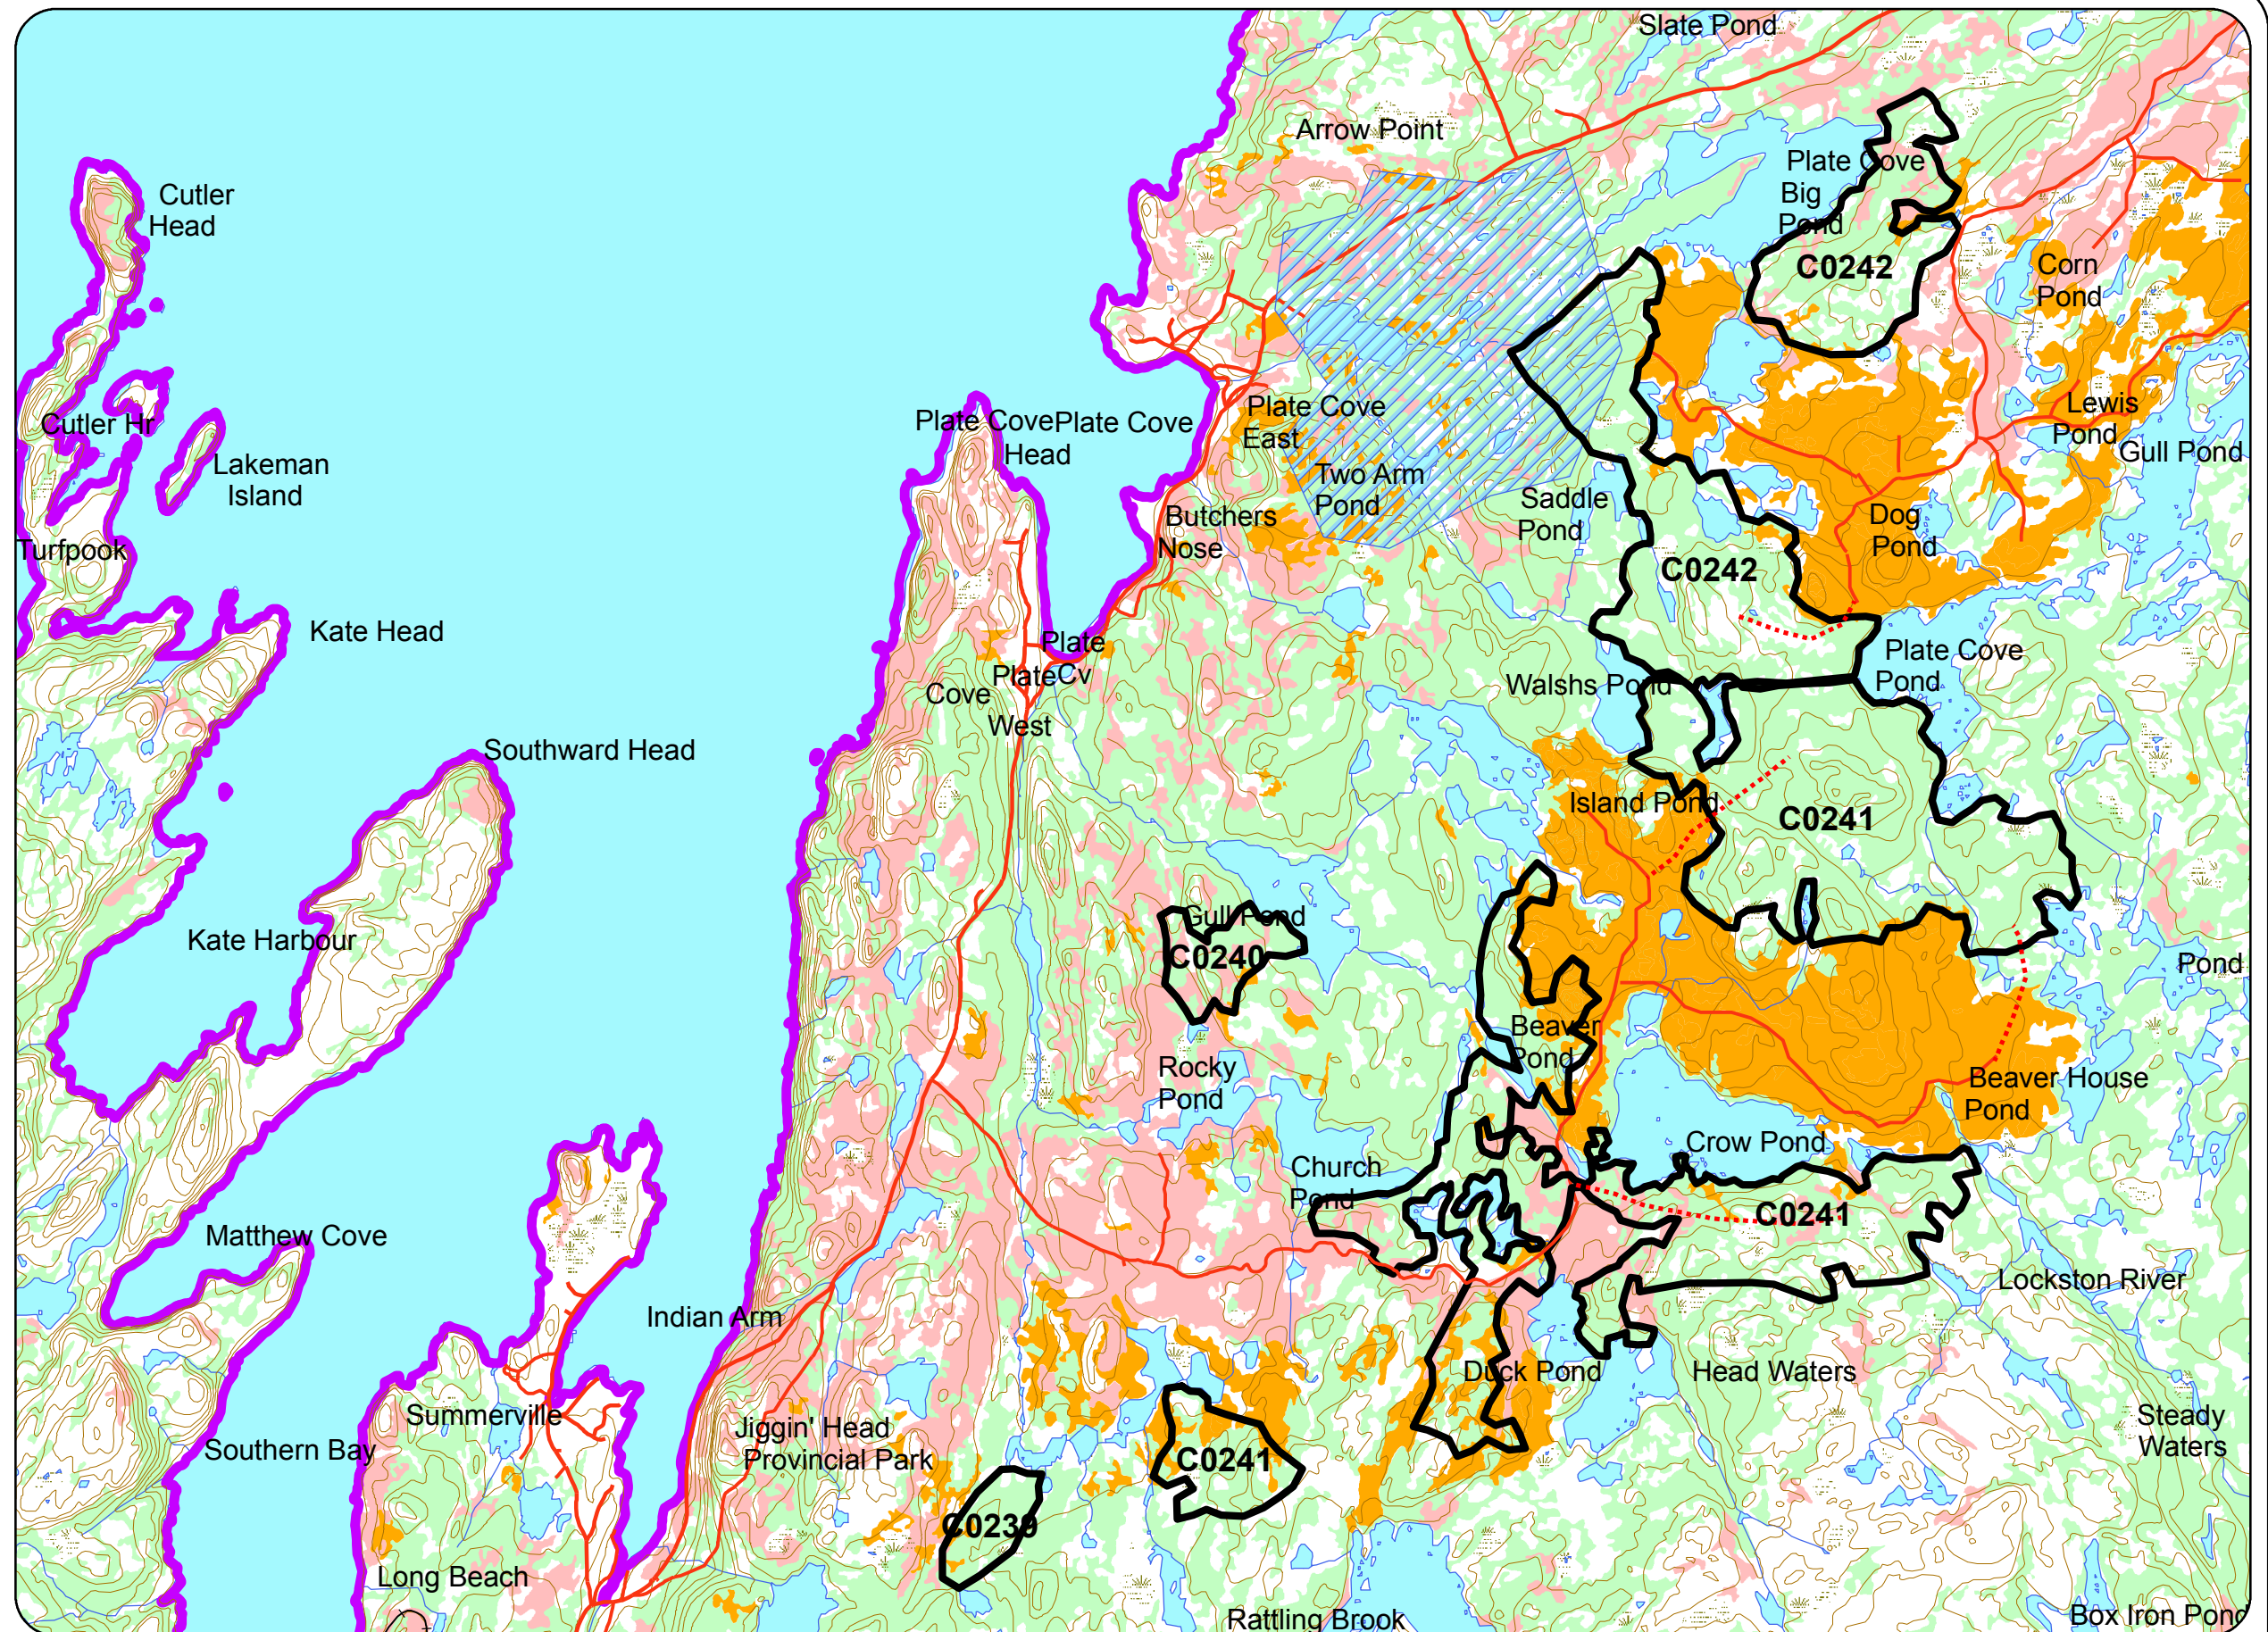 Slate Pond
Arrow Point
Plate Cove
Big
Pond
Cutler
Head
C0242
Corn
Pond
Cutler Hr
Plate Cove
Head
Plate Cove
Plate Cove
East
Lewis
Pond
Gull Pond
Lakeman
Island
Two Arm
Pond
Saddle
Pond
Butchers
Nose
Dog
Pond
Turfpook
C0242
Kate Head
Plate
Cv
Plate Cove
Pond
Plate
Cove
West
Walshs Pond
Southward Head
Island Pond
C0241
Gull Pond
C0240
Kate Harbour
Pond
Beaver
Pond
Rocky
Pond
Beaver House
Pond
Crow Pond
Church
Pond
C0241
Matthew Cove
Lockston River
Indian Arm
Duck Pond
Head Waters
Summerville
Jiggin' Head
Provincial Park
Steady
Waters
Southern Bay
C0241
C0239
Long Beach
Rattling Brook
Box Iron Pond